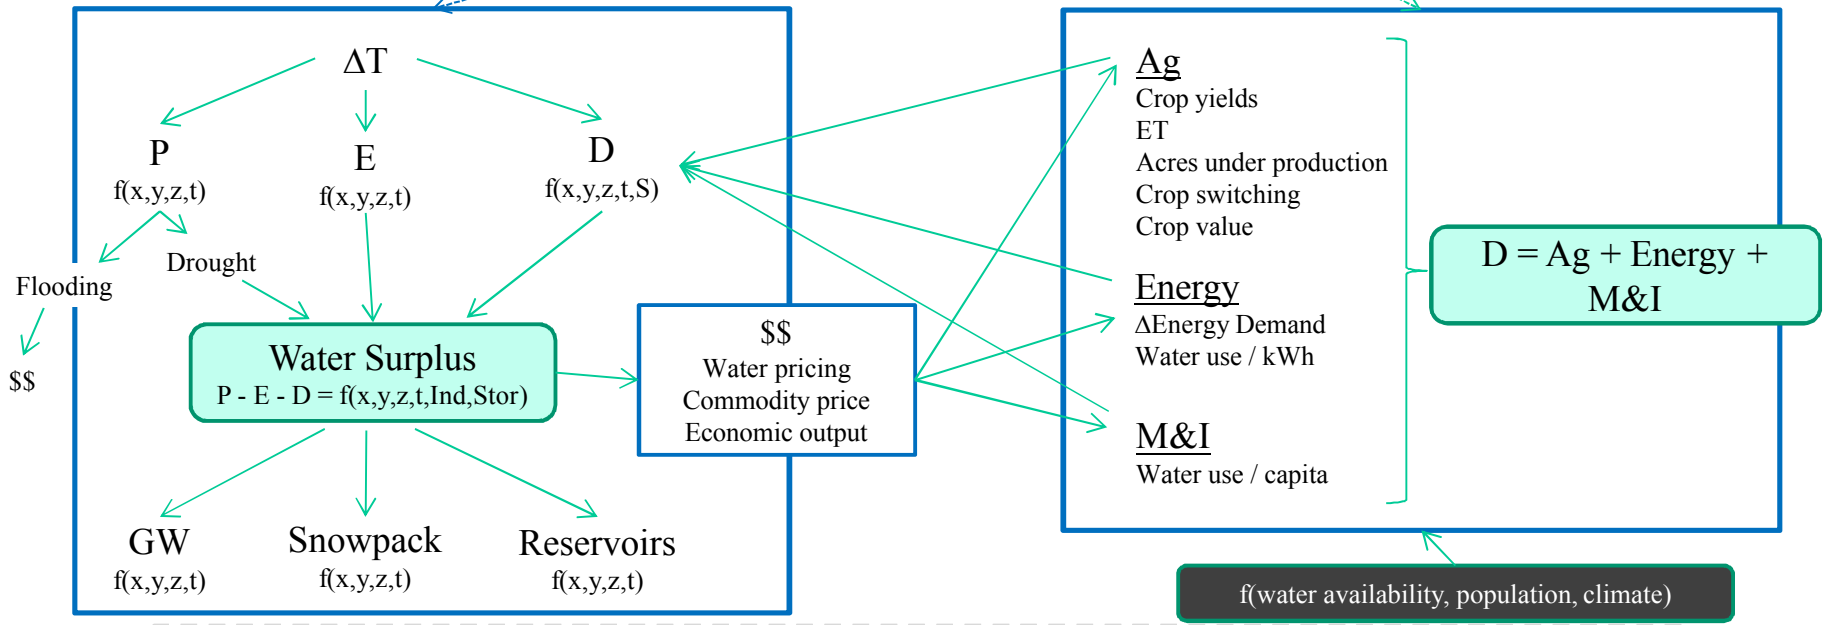 ΔT
P
f(x,y,z,t)
E
f(x,y,z,t)
D
f(x,y,z,t,S)
Flooding
Drought
$$
Water Surplus
P - E - D = f(x,y,z,t,Ind,Stor)
GW
f(x,y,z,t)
Snowpack
f(x,y,z,t)
Reservoirs
f(x,y,z,t)
$$
Water pricing
Commodity price
Economic output
Ag
Crop yields
ET
Acres under production
Crop switching
Crop value
Energy
ΔEnergy Demand
Water use / kWh
M&I
Water use / capita
D = Ag + Energy +
M&I
f(water availability, population, climate)